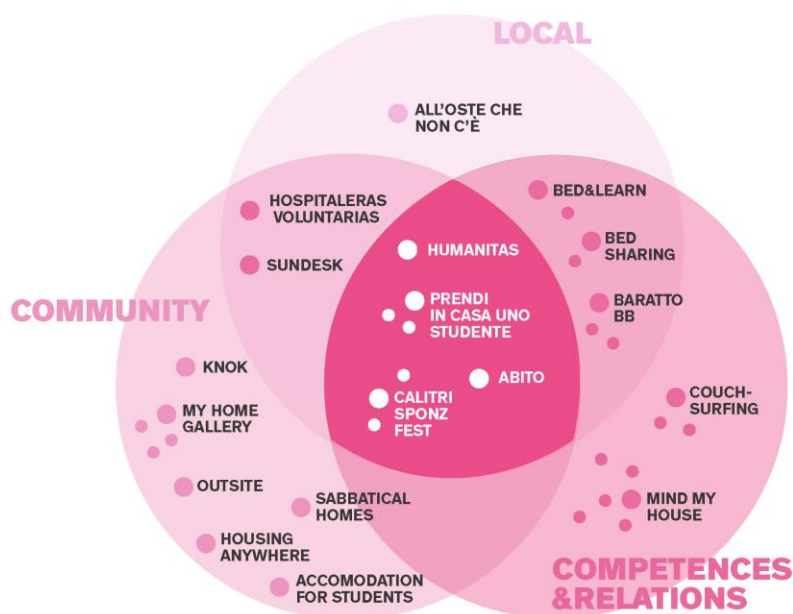 LOCAL
ALL'OSTE CHE
NON C'È
HOSPITALERAS
VOLUNTARIAS
SUNDESK
BED&LEARN
BED
SHARING
BARATTO
BB
HUMANITAS
PRENDI
IN CASA UNO
STUDENTE
ABITO
CALITRI
SPONZ
FEST
COMMUNITY
KNOK
MY HOME
GALLERY
OUTSITE
SABBATICAL
HOMES
HOUSING
ANYWHERE
ACCOMODATION
FOR STUDENTS
COUCH-
SURFING
MIND MY
HOUSE
COMPETENCES
&RELATIONS